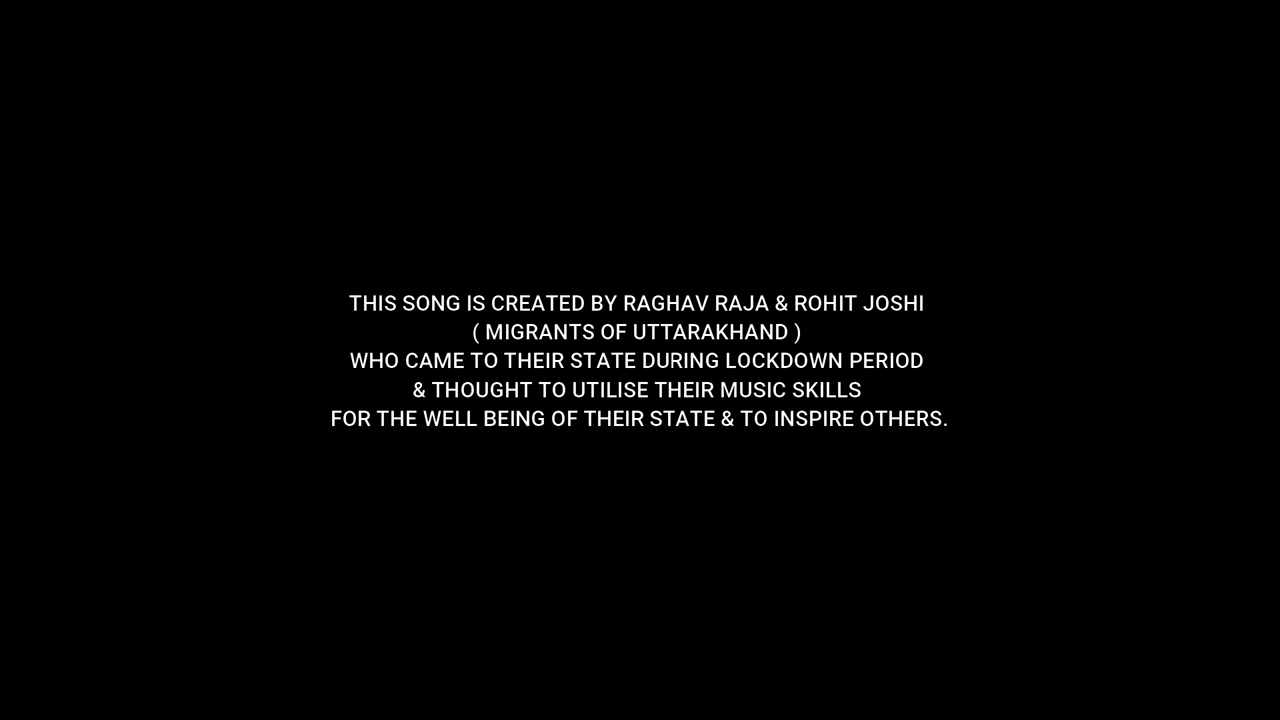 THIS SONG IS CREATED BY RAGHAV RAJA & ROHIT JOSHI
( MIGRANTS OF UTTARAKHAND )
WHO CAME TO THEIR STATE DURING LOCKDOWN PERIOD
& THOUGHT TO UTILISE THEIR MUSIC SKILLS
FOR THE WELL BEING OF THEIR STATE & TO INSPIRE OTHERS.